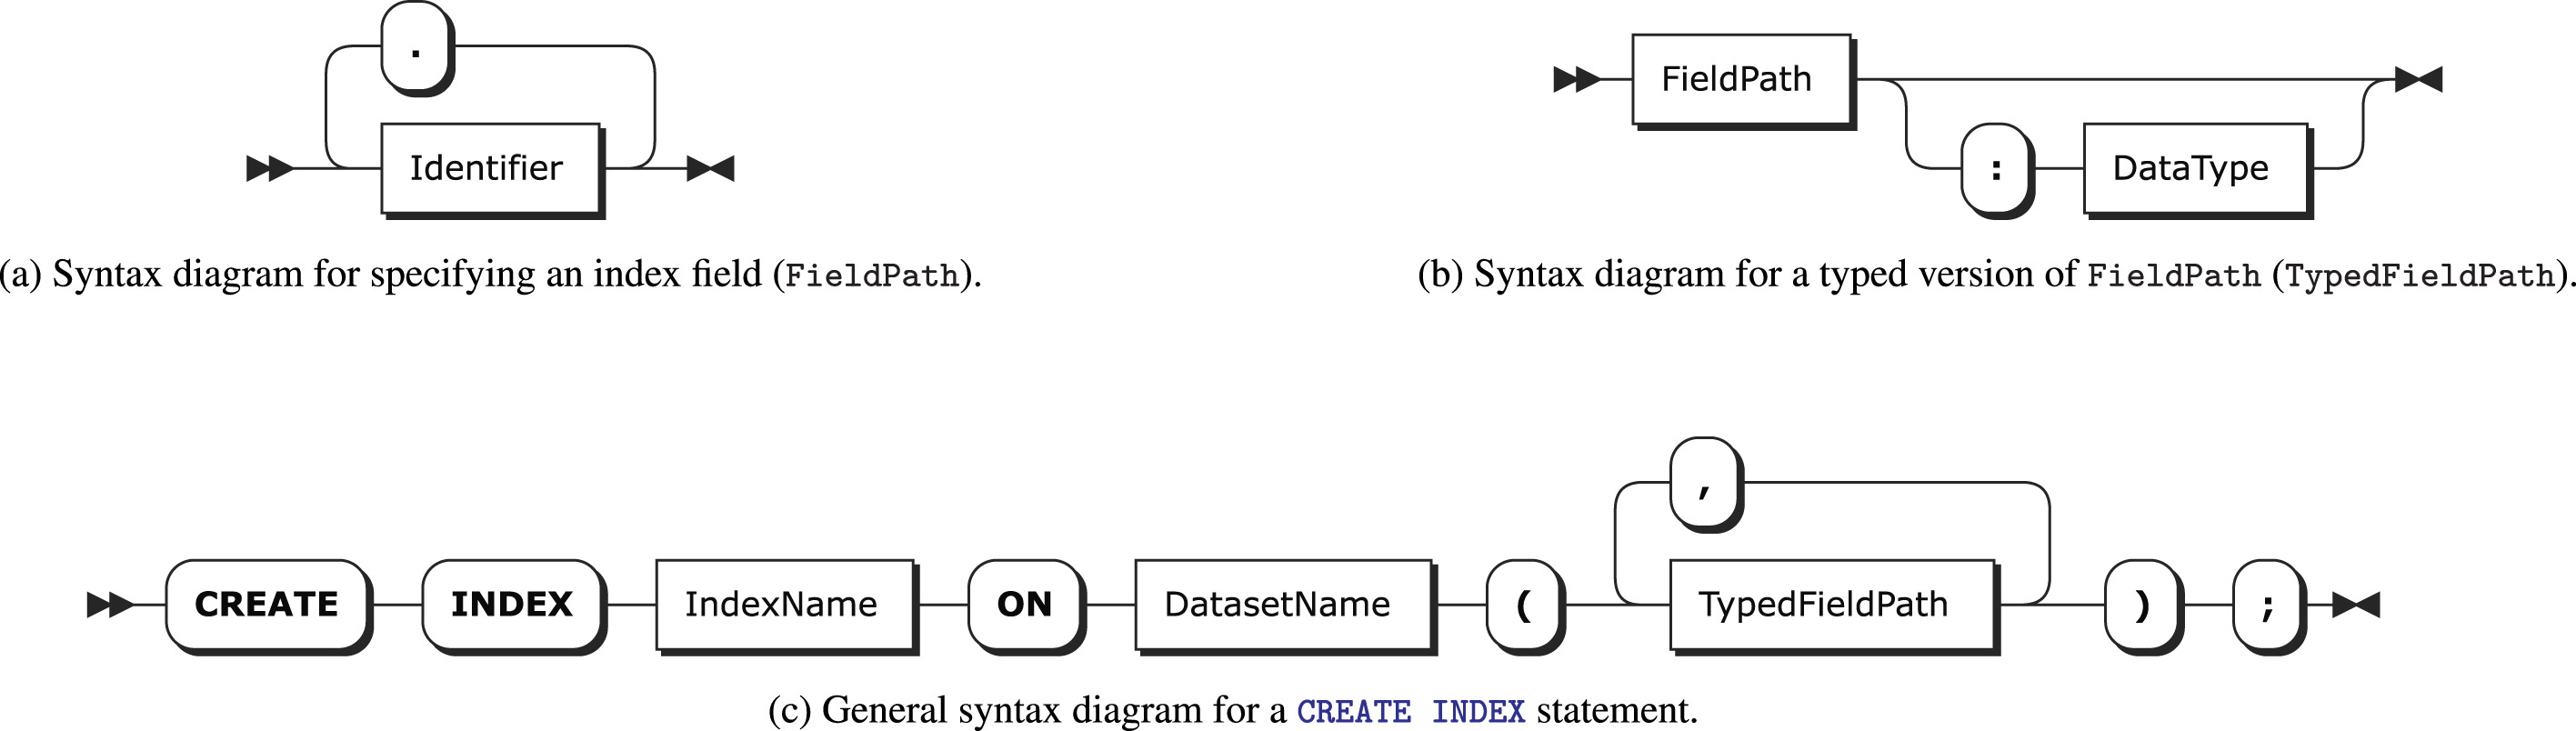 .
Identifier
(a) Syntax diagram for specifying an index field (FieldPath).
FieldPath
: DataType
(b) Syntax diagram for a typed version of FieldPath (TypedFieldPath).
,
CREATE INDEX IndexName ON DatasetName ( TypedFieldPath ) ;
(c) General syntax diagram for a CREATE INDEX statement.